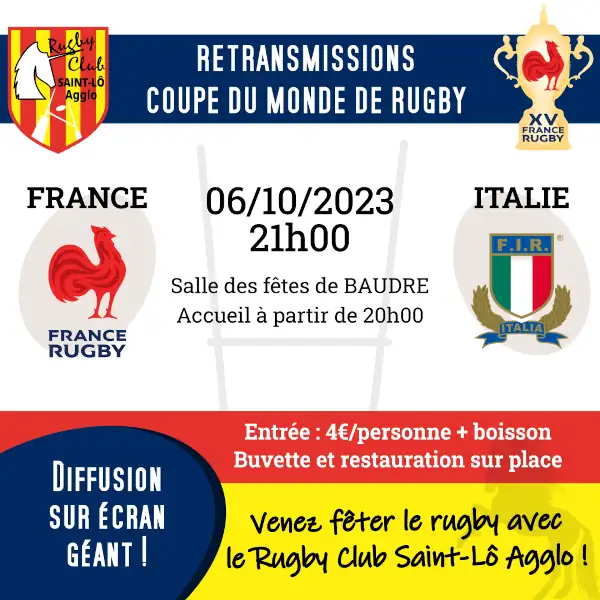 Rugby
Club
SAINT-LÔ
Agglo
RETRANSMISSIONS
COUPE DU MONDE DE RUGBY
XV
FRANCE
RUGBY
FRANCE
06/10/2023
21h00
ITALIE
F.I.R.
®
ITALIA
Salle des fêtes de BAUDRE
Accueil à partir de 20h00
FRANCE
RUGBY
Entrée : 4€/personne + boisson
Buvette et restauration sur place
DIFFUSION
SUR ÉCRAN
GÉANT !
Venez fêter le rugby avec
le Rugby Club Saint-Lô Agglo !